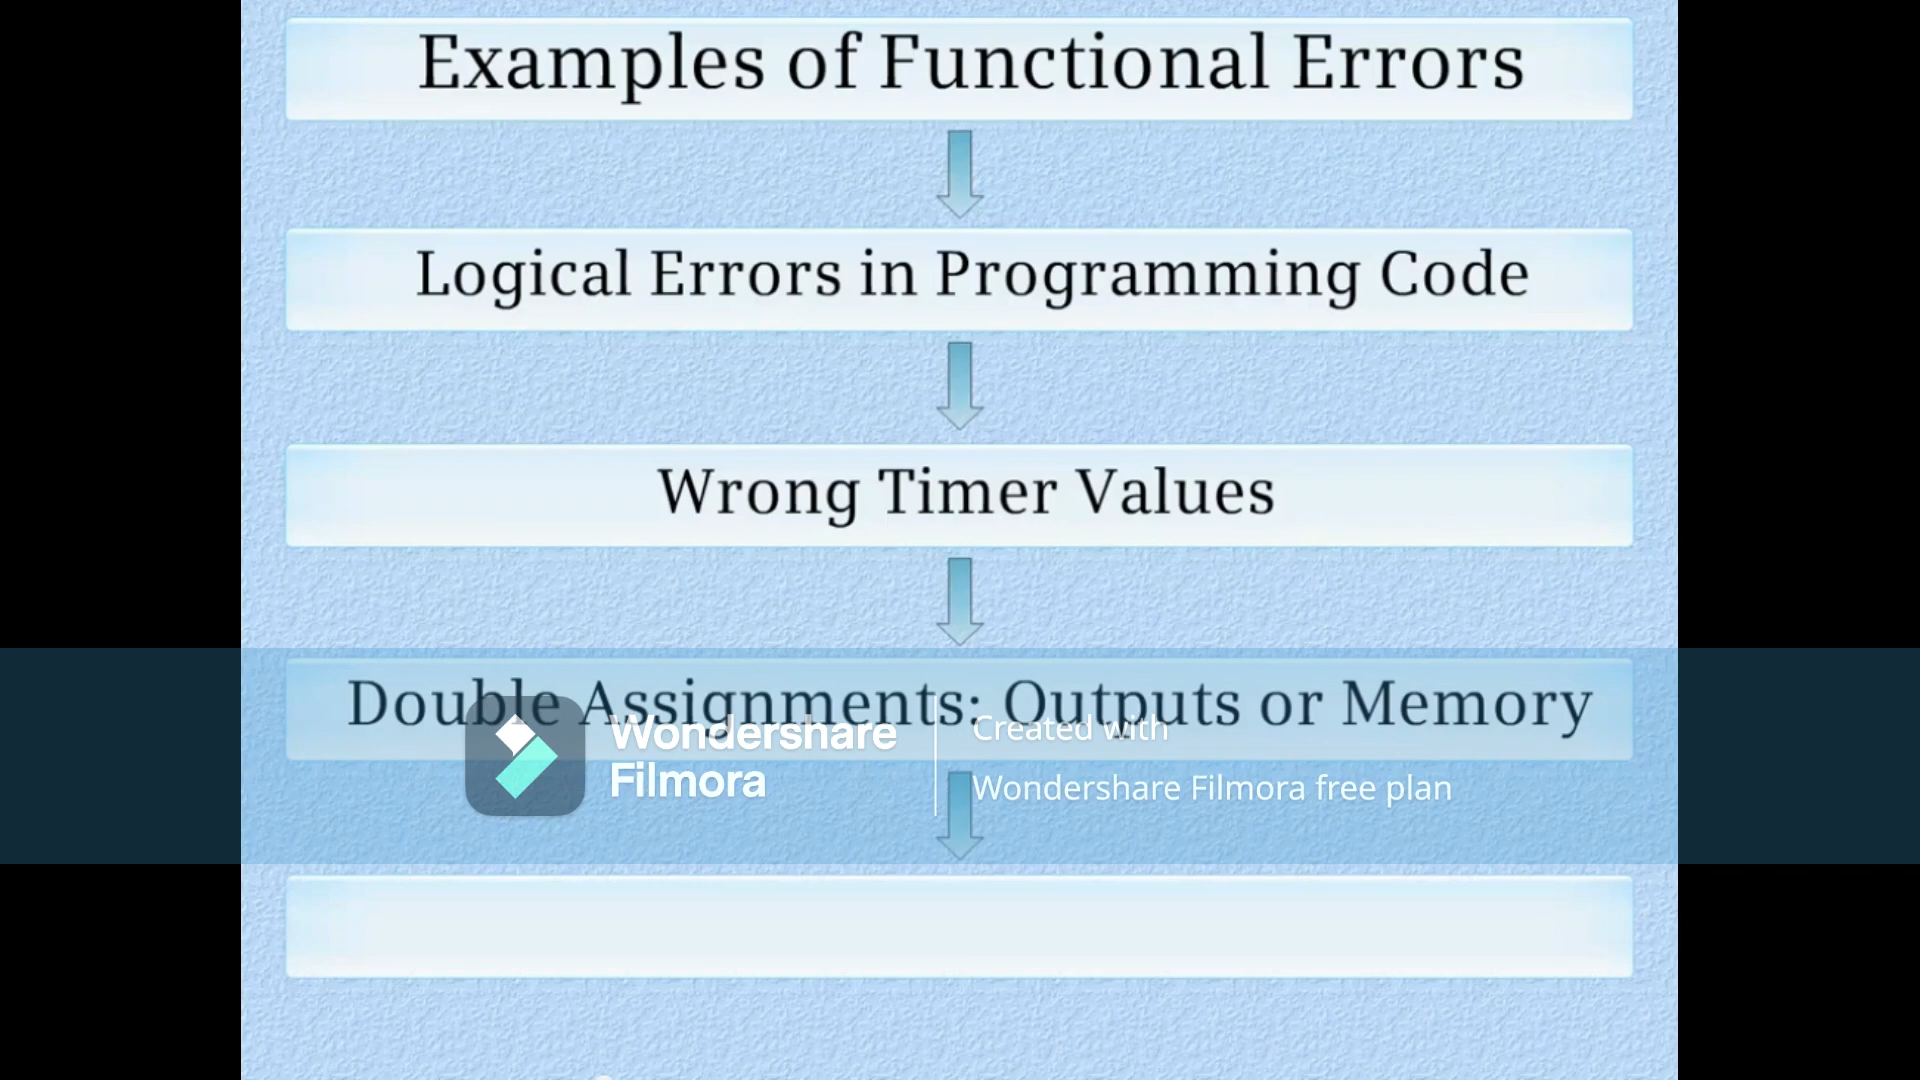 Examples of Functional Errors
Logical Errors in Programming Code
Wrong Timer Values
Double Assignments: Outputs or Memory
Wondershare
Filmora
Created with
Wondershare Filmora free plan